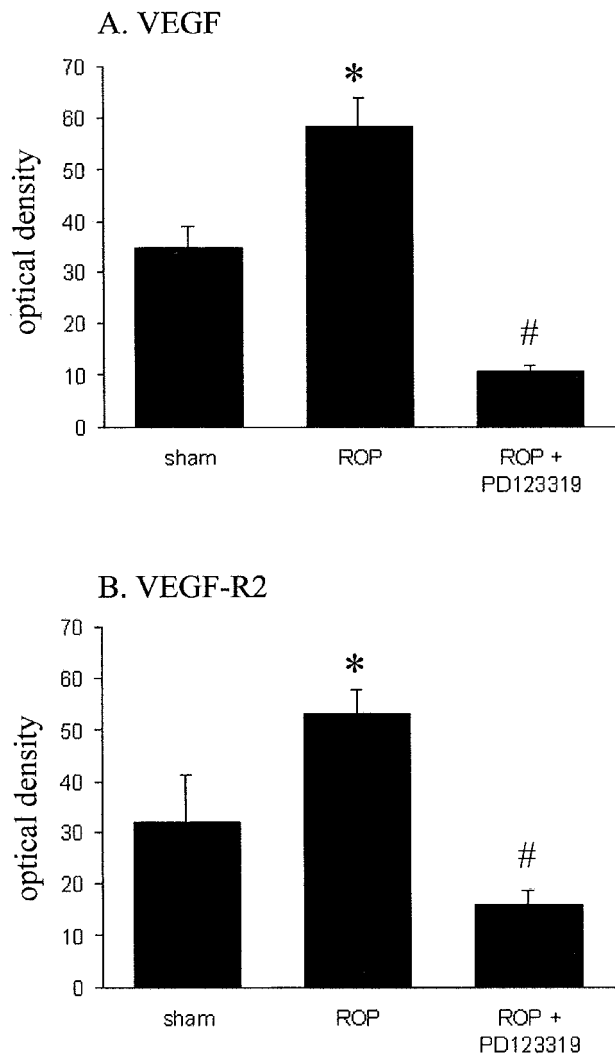 A. VEGF
optical density
70
60
50
40
30
20
10
0
*
#
sham
ROP
ROP +
PD123319
B. VEGF-R2
optical density
70
60
50
40
30
20
10
0
*
#
sham
ROP
ROP +
PD123319